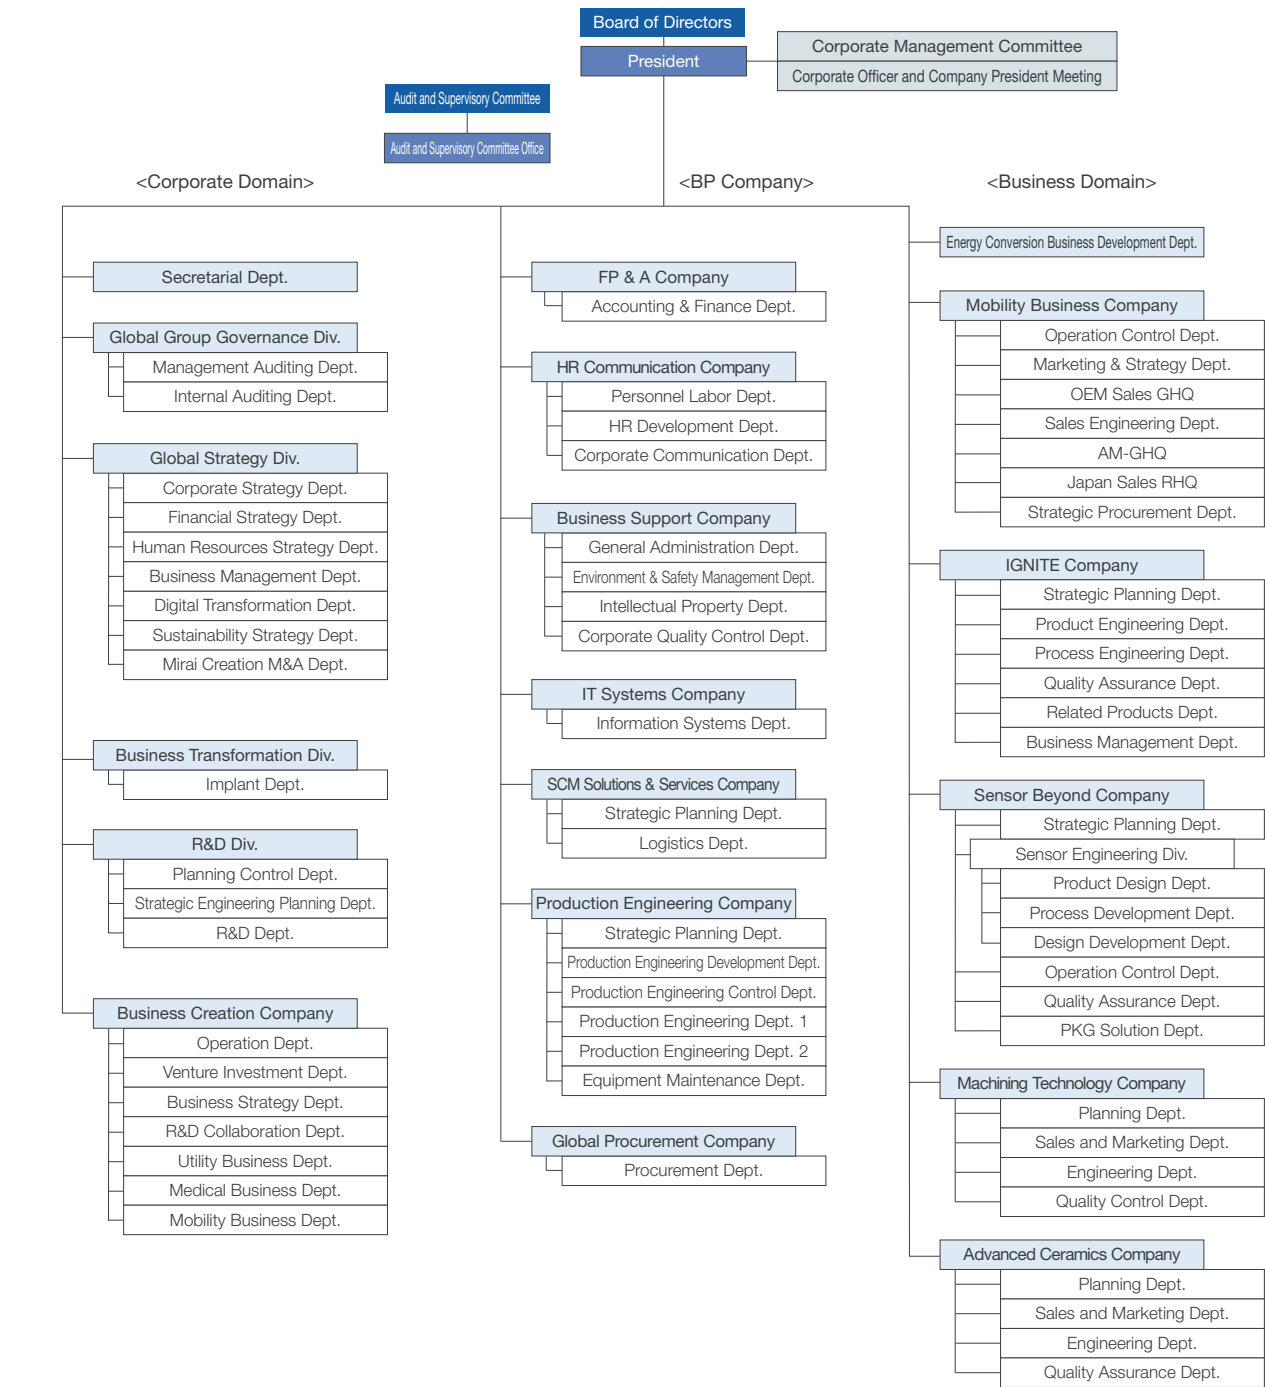 Board of Directors
President
Corporate Management Committee
Corporate Officer and Company President Meeting
Audit and Supervisory Committee
Audit and Supervisory Committee Office
<Corporate Domain>
Secretarial Dept.
Global Group Governance Div.
Management Auditing Dept.
Internal Auditing Dept.
Global Strategy Div.
Corporate Strategy Dept.
Financial Strategy Dept.
Human Resources Strategy Dept.
Business Management Dept.
Digital Transformation Dept.
Sustainability Strategy Dept.
Mirai Creation M&A Dept.
Business Transformation Div.
Implant Dept.
R&D Div.
Planning Control Dept.
Strategic Engineering Planning Dept.
R&D Dept.
Business Creation Company
Operation Dept.
Venture Investment Dept.
Business Strategy Dept.
R&D Collaboration Dept.
Utility Business Dept.
Medical Business Dept.
Mobility Business Dept.
<BP Company>
FP & A Company
Accounting & Finance Dept.
HR Communication Company
Personnel Labor Dept.
HR Development Dept.
Corporate Communication Dept.
Business Support Company
General Administration Dept.
Environment & Safety Management Dept.
Intellectual Property Dept.
Corporate Quality Control Dept.
IT Systems Company
Information Systems Dept.
SCM Solutions & Services Company
Strategic Planning Dept.
Logistics Dept.
Production Engineering Company
Strategic Planning Dept.
Production Engineering Development Dept.
Production Engineering Control Dept.
Production Engineering Dept. 1
Production Engineering Dept. 2
Equipment Maintenance Dept.
Global Procurement Company
Procurement Dept.
<Business Domain>
Energy Conversion Business Development Dept.
Mobility Business Company
Operation Control Dept.
Marketing & Strategy Dept.
OEM Sales GHQ
Sales Engineering Dept.
AM-GHQ
Japan Sales RHQ
Strategic Procurement Dept.
IGNITE Company
Strategic Planning Dept.
Product Engineering Dept.
Process Engineering Dept.
Quality Assurance Dept.
Related Products Dept.
Business Management Dept.
Sensor Beyond Company
Strategic Planning Dept.
Sensor Engineering Div.
Product Design Dept.
Process Development Dept.
Design Development Dept.
Operation Control Dept.
Quality Assurance Dept.
PKG Solution Dept.
Machining Technology Company
Planning Dept.
Sales and Marketing Dept.
Engineering Dept.
Quality Control Dept.
Advanced Ceramics Company
Planning Dept.
Sales and Marketing Dept.
Engineering Dept.
Quality Assurance Dept.